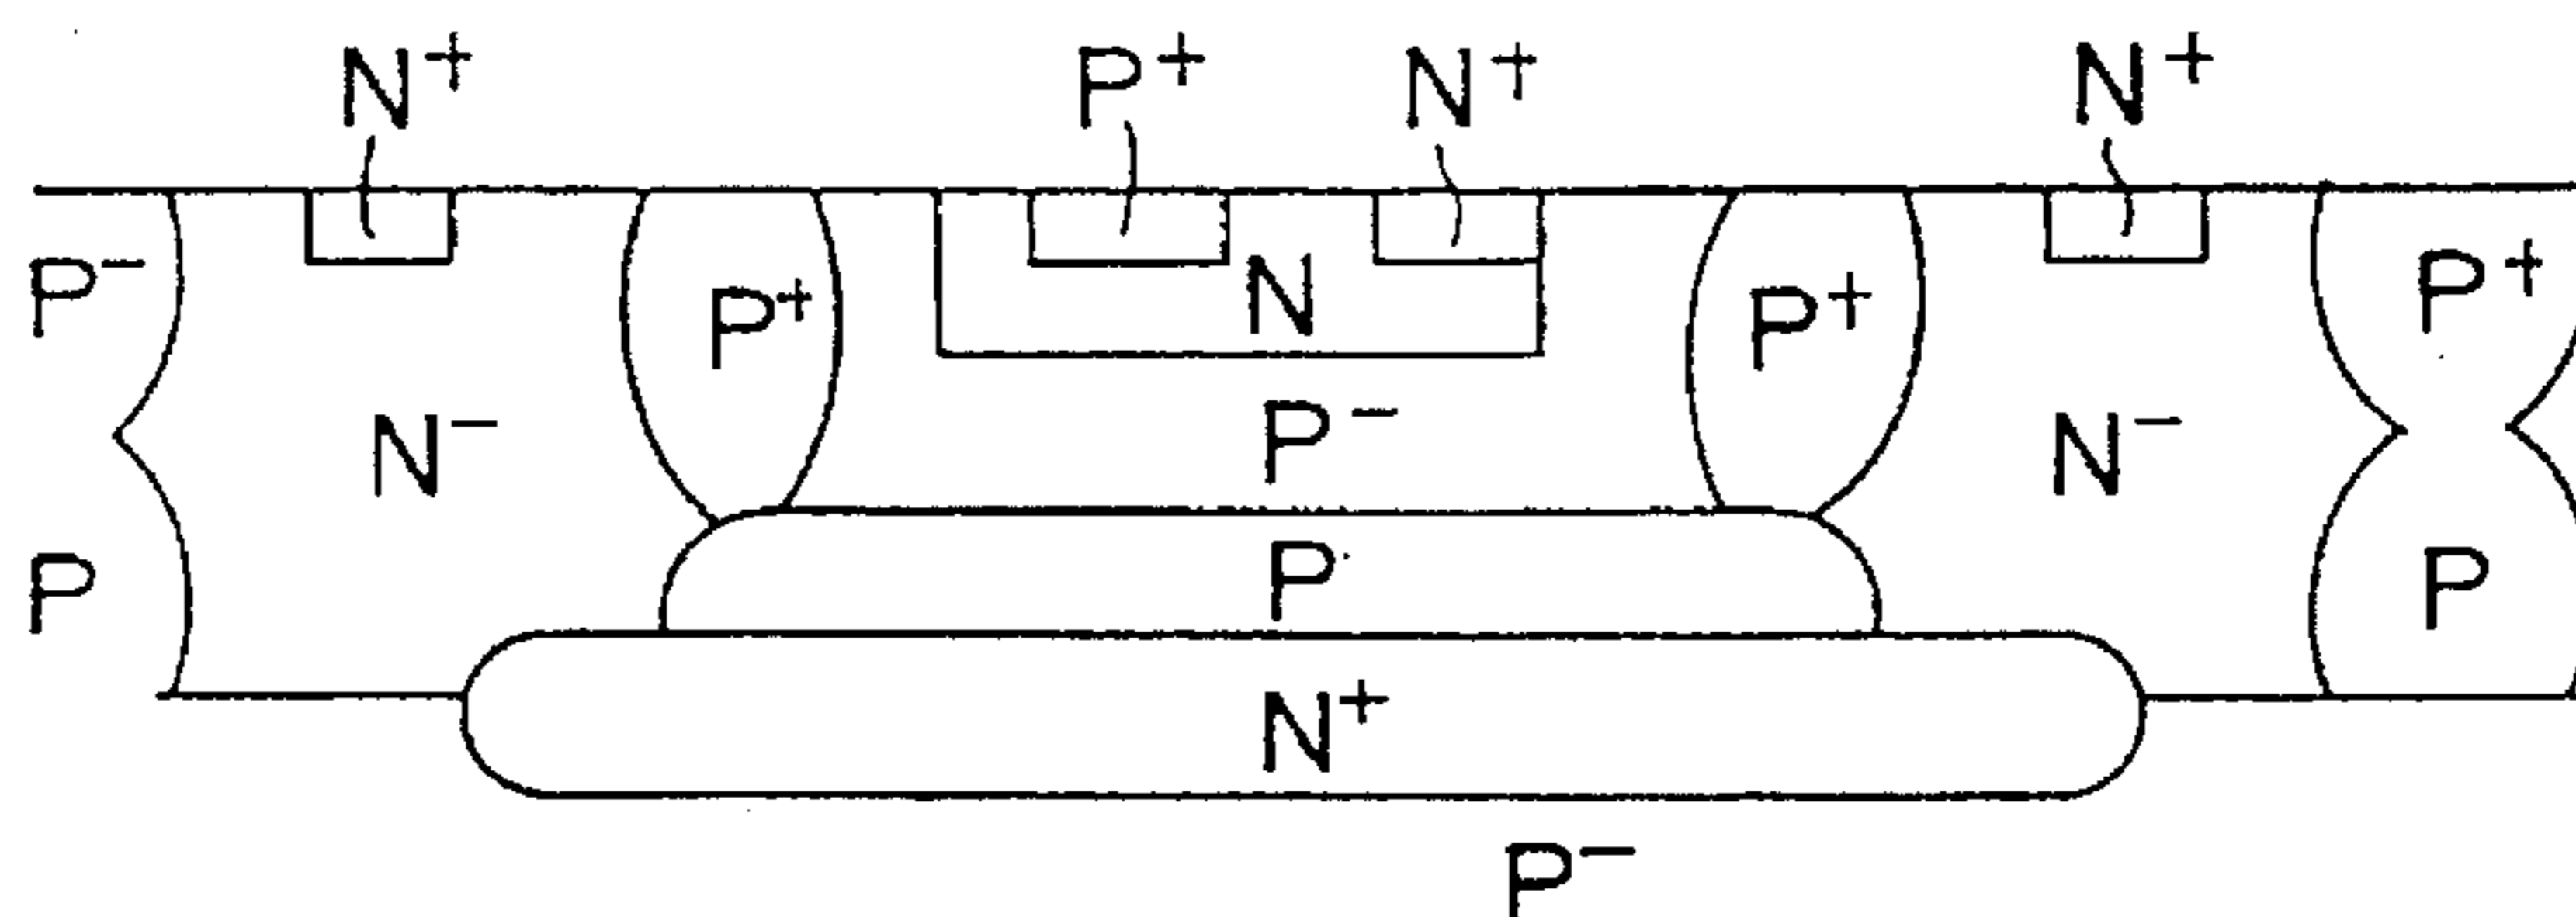 N+ P+ N+ N+
P- P+ N P+ P+
N- P- N-
P P P
N+
P-